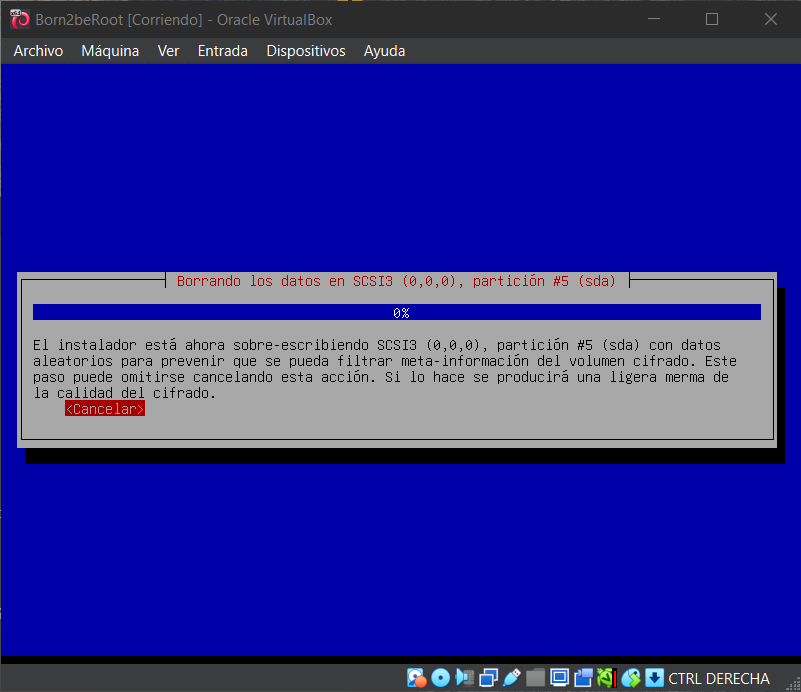 Born2beRoot [Corriendo] - Oracle VirtualBox
Archivo Máquina Ver Entrada Dispositivos Ayuda
Borrando los datos en SCSI3 (0,0,0), partición #5 (sda)
0%
El instalador está ahora sobre-escribiendo SCSI3 (0,0,0), partición #5 (sda) con datos
aleatorios para prevenir que se pueda filtrar meta-información del volumen cifrado. Este
paso puede omitirse cancelando esta acción. Si lo hace se producirá una ligera merma de
la calidad del cifrado.
<Cancelar>
CTRL DERECHA